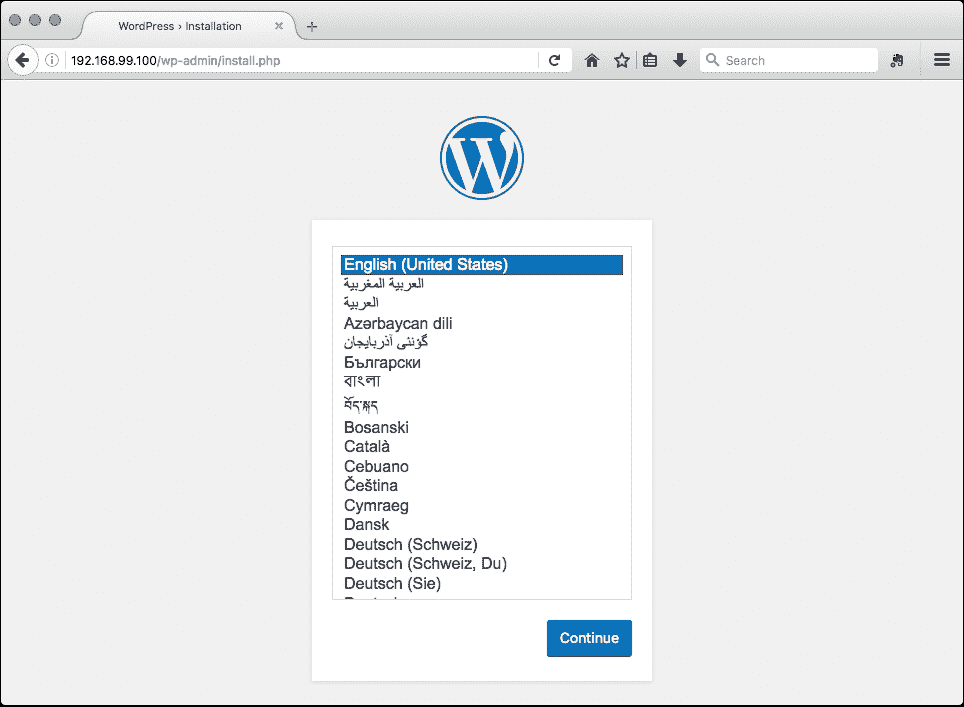 WordPress › Installation
192.168.99.100/wp-admin/install.php
Search
English (United States)
العربية المغربية
العربية
Azərbaycan dili
گؤنئی آذربایجان
Български
বাংলা
བོད་སྐད
Bosanski
Català
Cebuano
Čeština
Cymraeg
Dansk
Deutsch (Schweiz)
Deutsch (Schweiz, Du)
Deutsch (Sie)
Continue